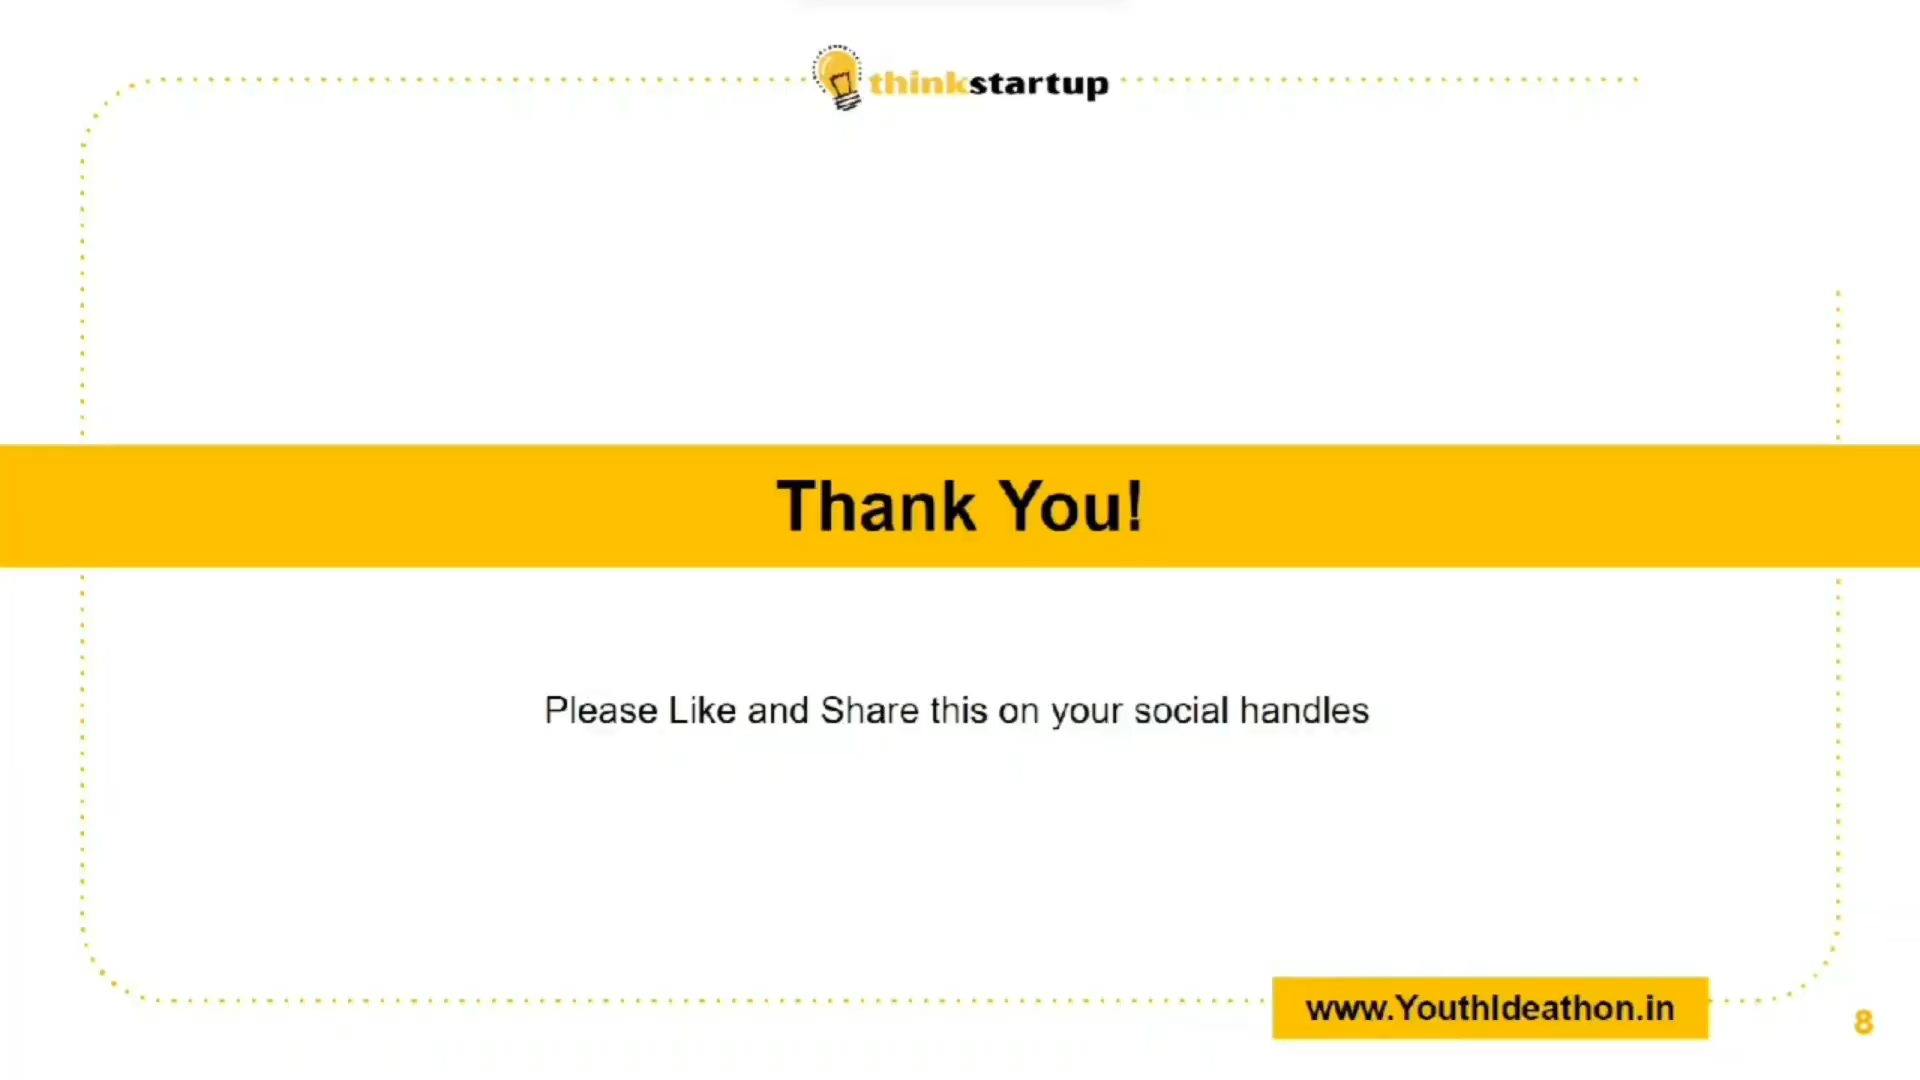 thinkstartup
Thank You!
Please Like and Share this on your social handles
www.YouthIdeathon.in
8